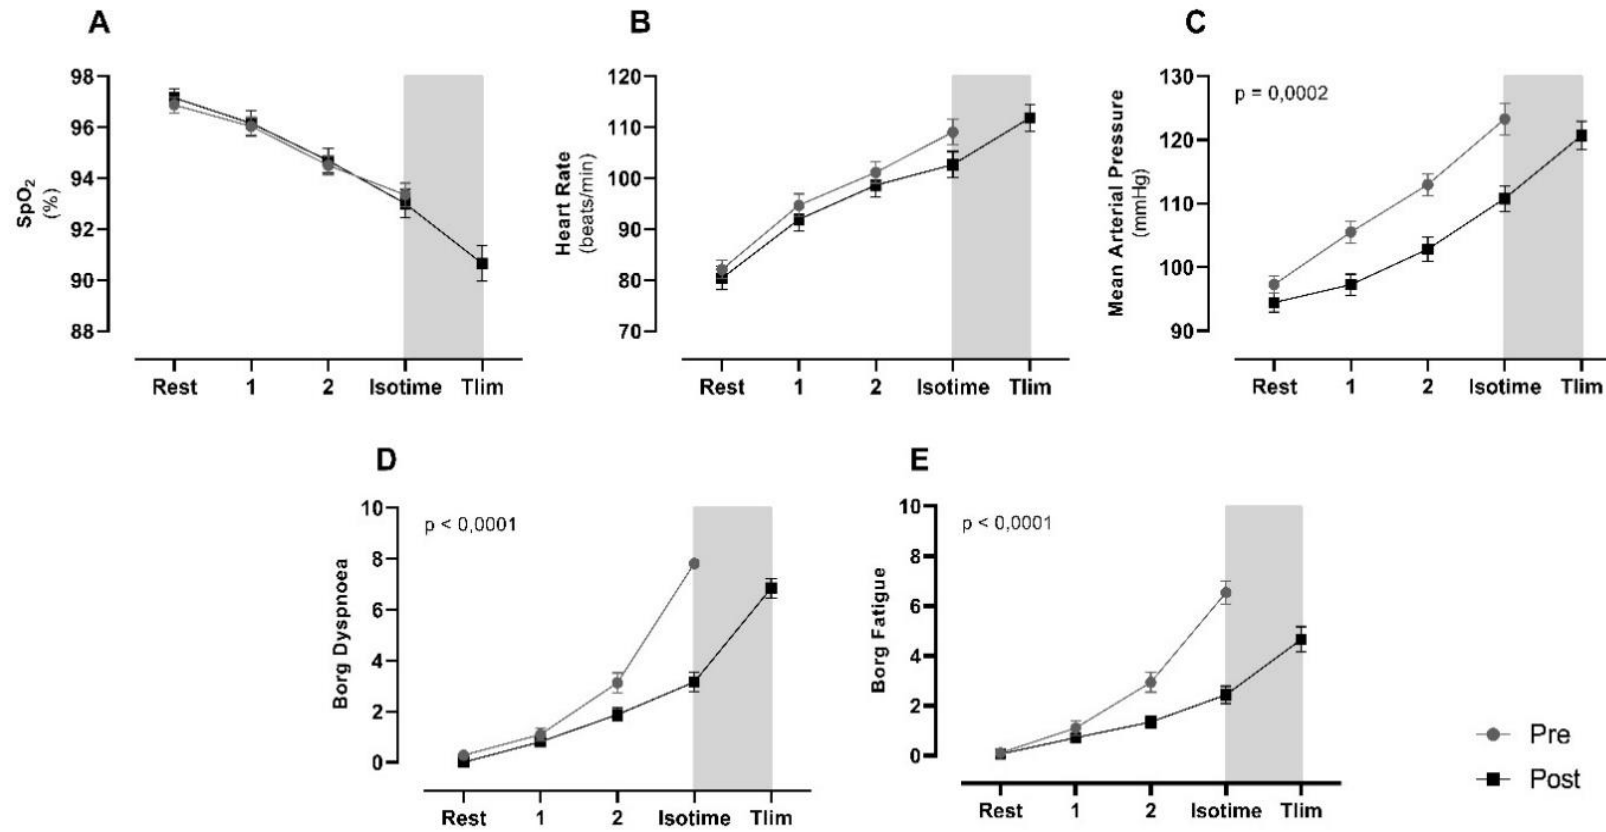 A
SpO₂
(%)
98
96
94
92
90
88
Rest 1 2 Isotime Tlim
B
Heart Rate
(beats/min)
120
110
100
90
80
70
Rest 1 2 Isotime Tlim
C
Mean Arterial Pressure
(mmHg)
130
120
110
100
90
p = 0,0002
Rest 1 2 Isotime Tlim
D
Borg Dyspnoea
10
8
6
4
2
0
p < 0,0001
Rest 1 2 Isotime Tlim
E
Borg Fatigue
10
8
6
4
2
0
p < 0,0001
Rest 1 2 Isotime Tlim
Pre
Post